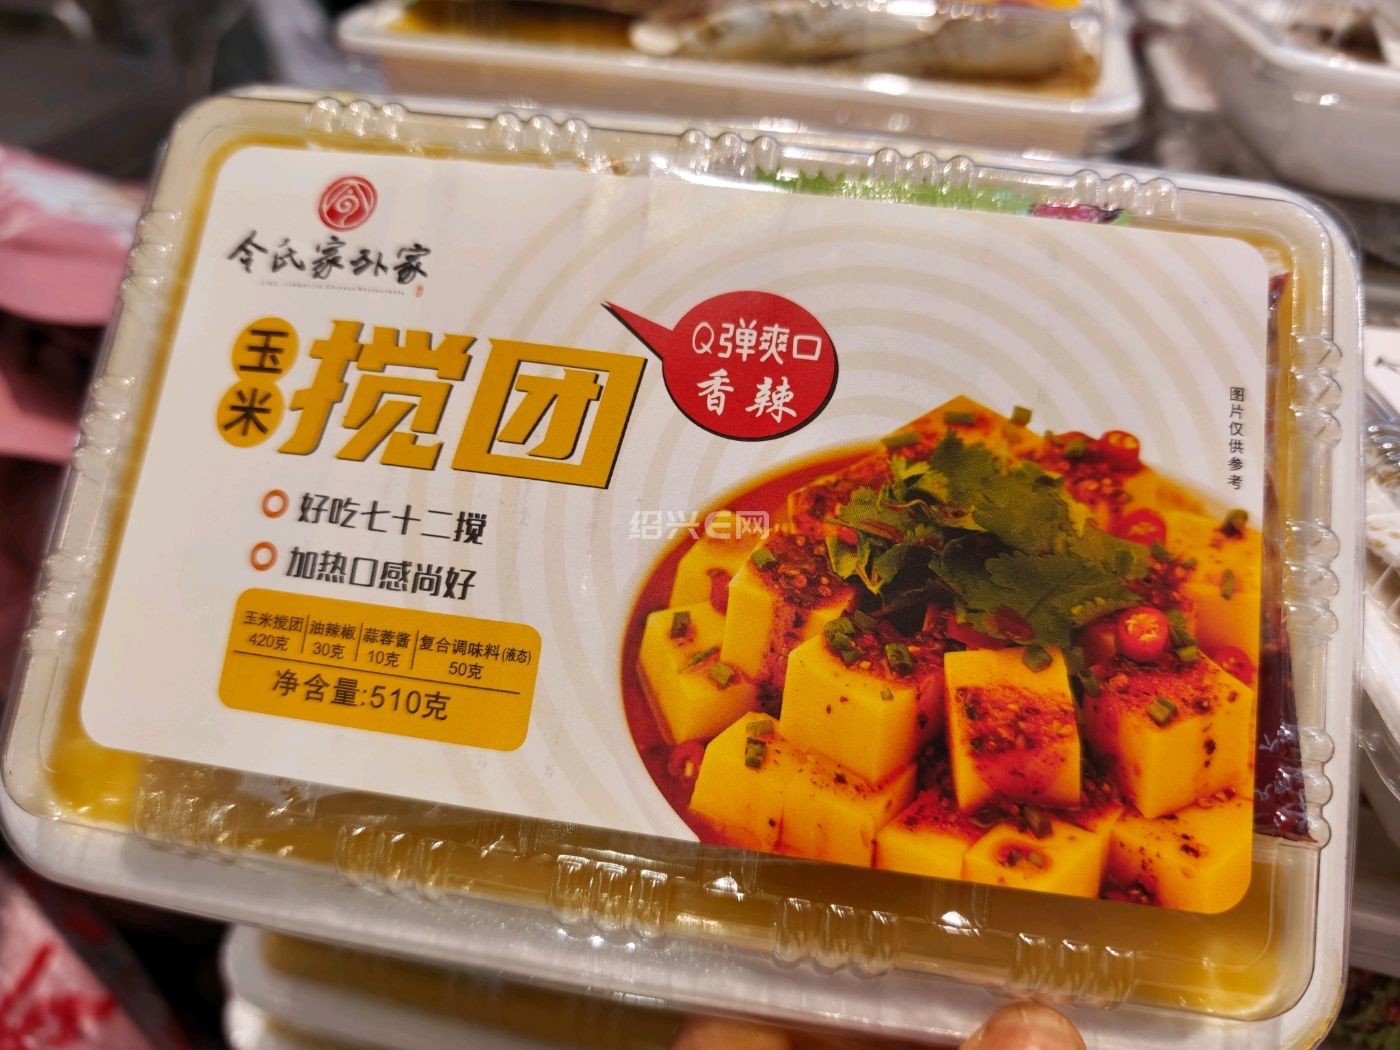 令氏家外家
玉米
搅团
Q弹爽口
香辣
好吃七十二搅
加热口感尚好
图片仅供参考
玉米搅团 油辣椒 蒜蓉酱 复合调味料(液态)
420克 30克 10克 50克
净含量:510克
绍兴E网